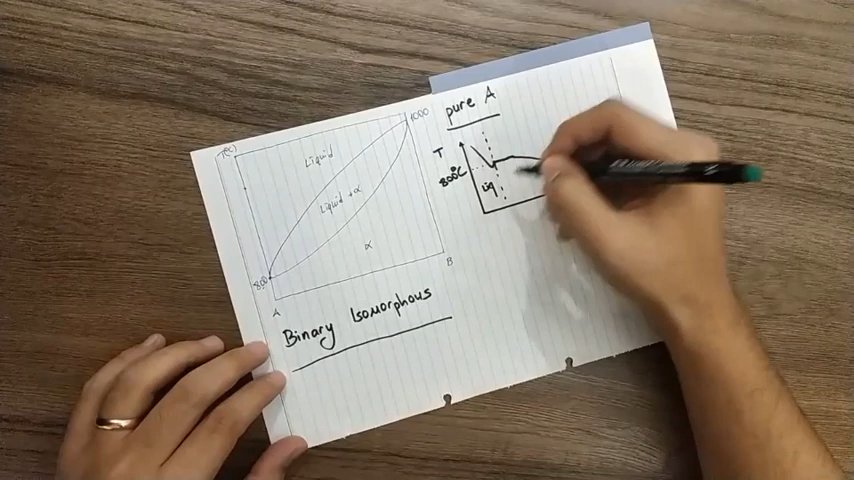 T(°C)
Liquid
1000
Liquid + α
α
800
A
B
Binary Isomorphous
pure A
T
800°C
Liq